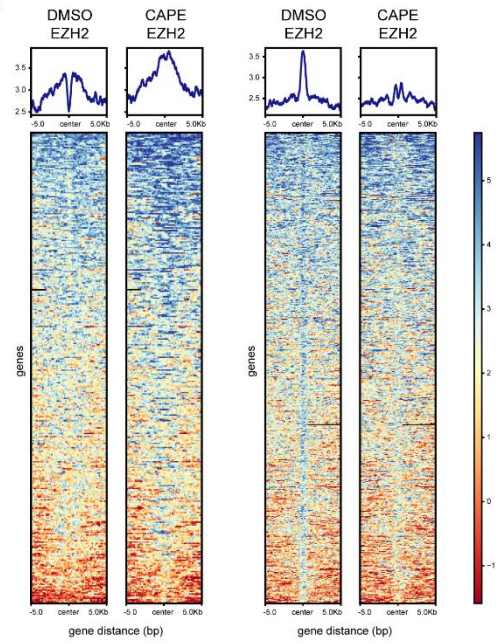 DMSO
EZH2
CAPE
EZH2
DMSO
EZH2
CAPE
EZH2
3.5
3.0
2.5
-5.0 center 5.0Kb
-5.0 center 5.0Kb
3.5
3.0
2.5
-5.0 center 5.0Kb
-5.0 center 5.0Kb
genes
genes
5
4
3
2
1
0
-1
-5.0 center 5.0Kb
-5.0 center 5.0Kb
-5.0 center 5.0Kb
-5.0 center 5.0Kb
gene distance (bp)
gene distance (bp)